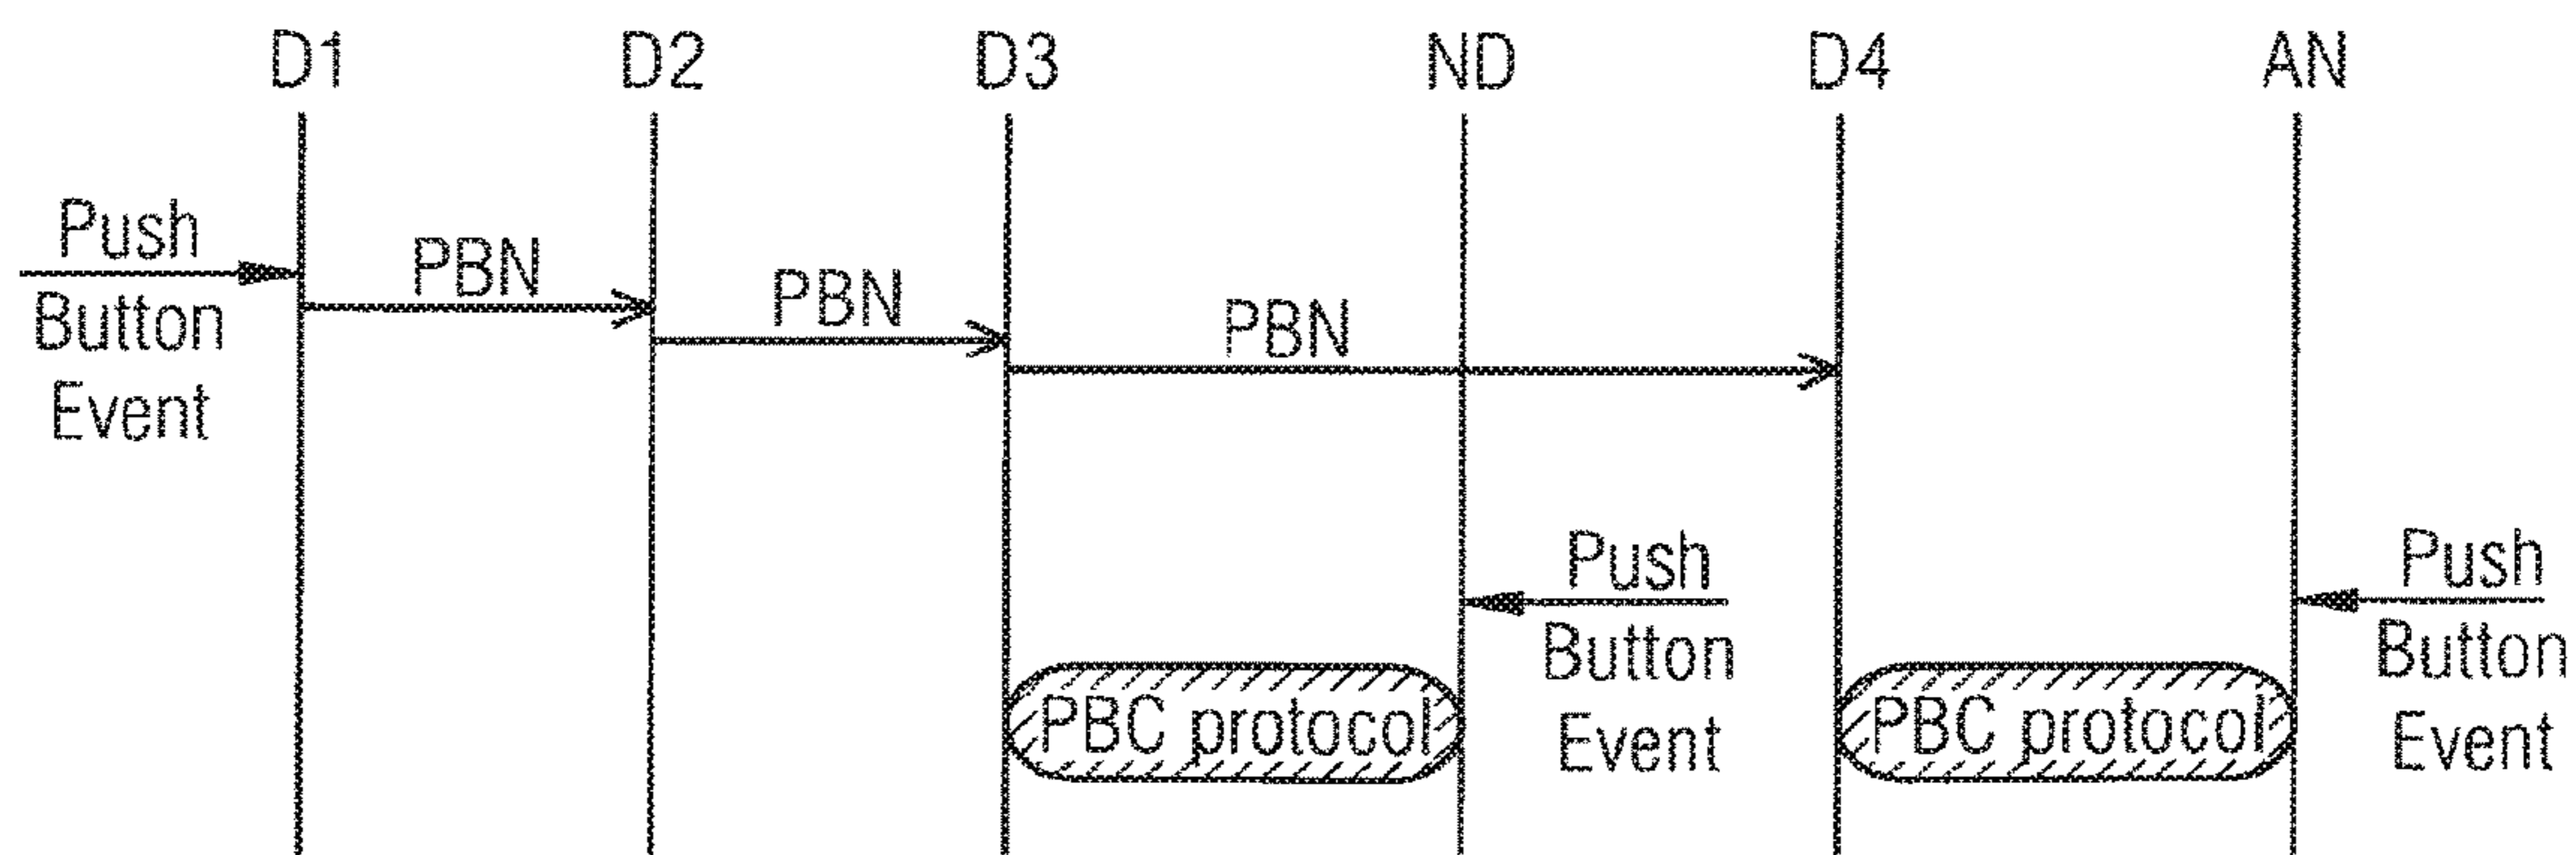 D1 D2 D3 ND D4 AN
Push
Button
Event
PBN
PBN
PBN
Push
Button
Event
Push
Button
Event
PBC protocol
PBC protocol